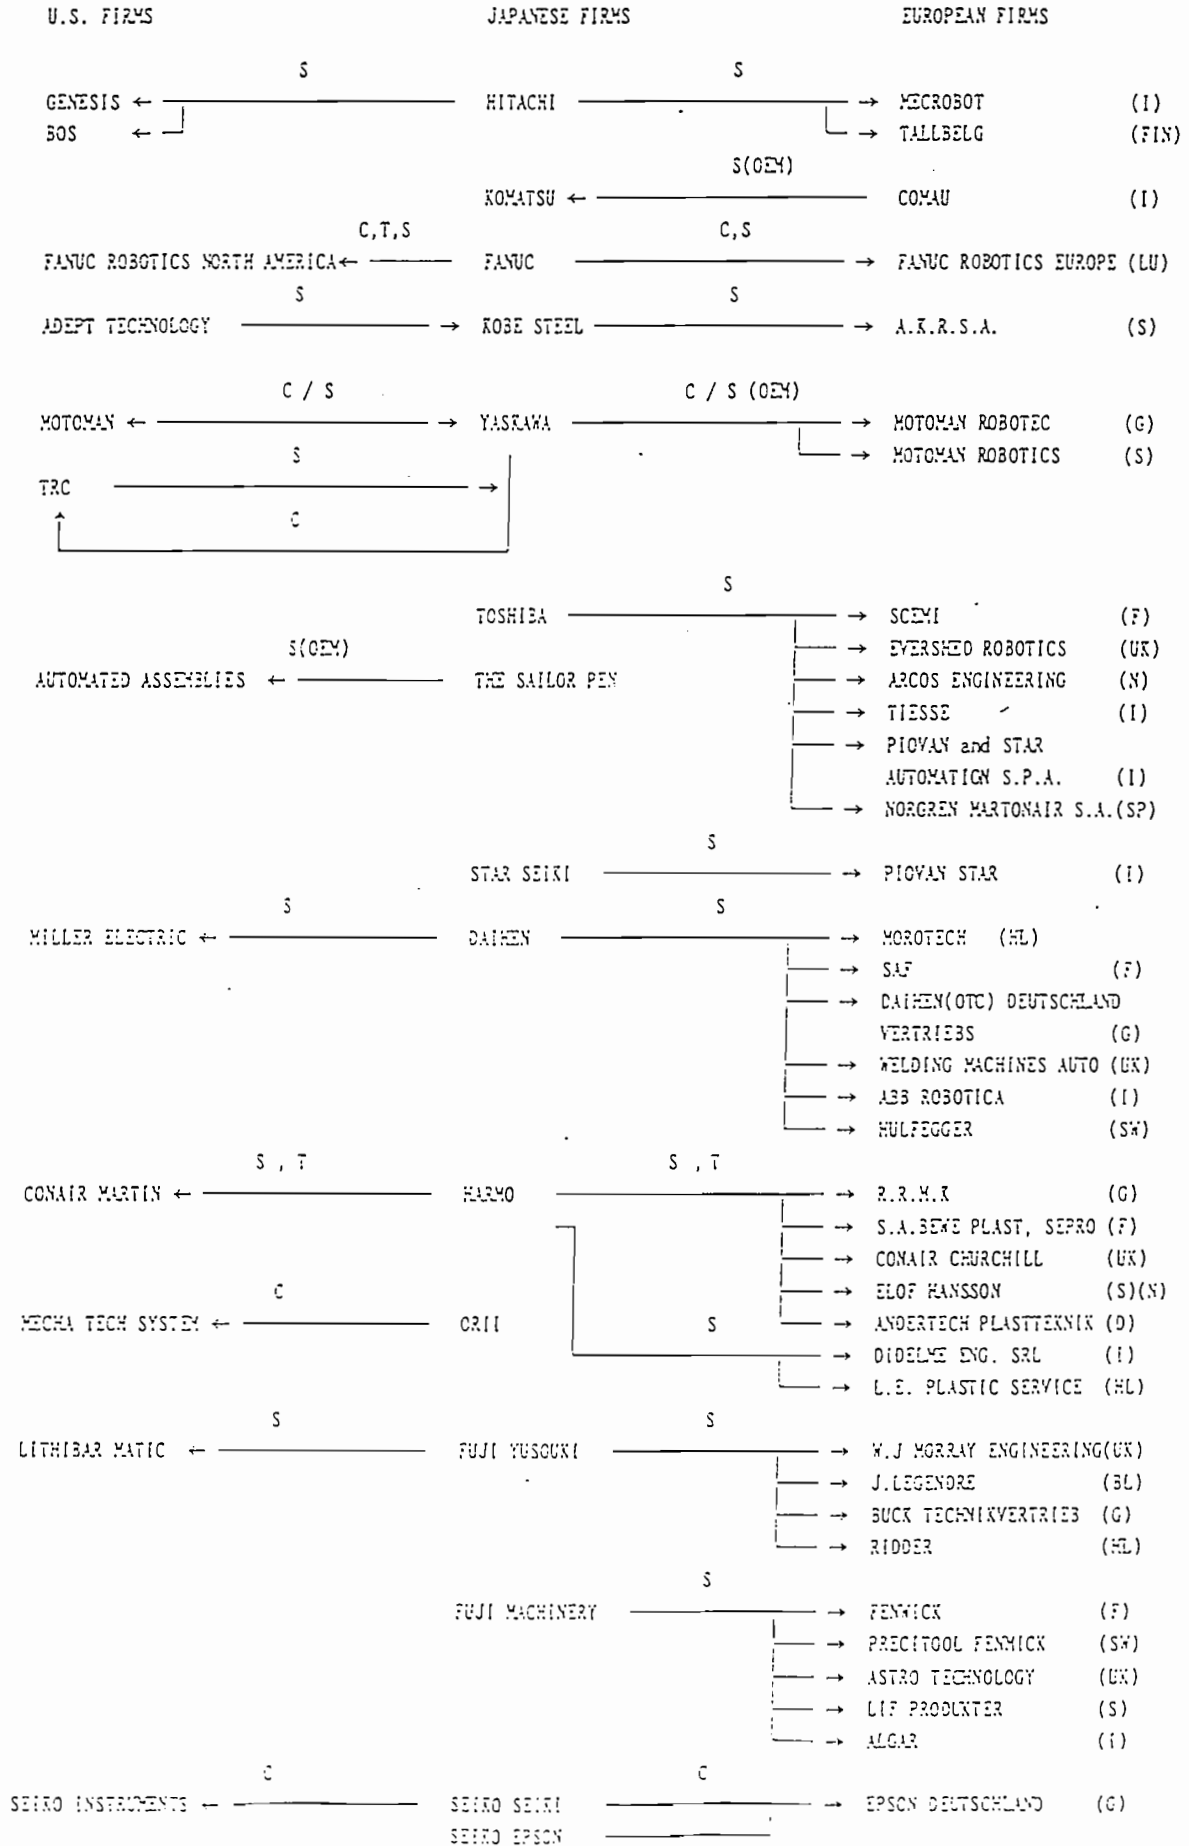 U.S. FIRMS JAPANESE FIRMS EUROPEAN FIRMS
S S
GENESIS ← HITACHI → MECROBOT (I)
BOS ← → TALLBELG (FIN)
S(OEM)
KOMATSU ← COMAU (I)
C,T,S C,S
FANUC ROBOTICS NORTH AMERICA ← FANUC → FANUC ROBOTICS EUROPE (LU)
S S
ADEPT TECHNOLOGY → KOBE STEEL → A.K.R.S.A. (S)
C / S C / S (OEM)
MOTOMAN ← → YASKAWA → MOTOMAN ROBOTEC (G)
S → MOTOMAN ROBOTICS (S)
TRC →
C
S
TOSHIBA → SCEMI (F)
S(OEM) → EVERSHED ROBOTICS (UK)
AUTOMATED ASSEMBLIES ← THE SAILOR PEN → ARCOS ENGINEERING (N)
→ TIESSE (I)
→ PIOVAN and STAR
AUTOMATION S.P.A. (I)
→ NORGREN MARTONAIR S.A.(SP)
S
STAR SEIKI → PIOVAN STAR (I)
S S
MILLER ELECTRIC ← DAIHEN → MOROTECH (HL)
→ SAF (F)
→ DAIHEN(OTC) DEUTSCHLAND
VERTRIEBS (G)
→ WELDING MACHINES AUTO (UK)
→ ABB ROBOTICA (I)
→ HULFEGGER (SW)
S , T S , T
CONAIR MARTIN ← HARMO → R.R.H.K (G)
→ S.A.BEWE PLAST, SEPRO (F)
→ CONAIR CHURCHILL (UK)
C → ELOF HANSSON (S)(N)
MECHA TECH SYSTEM ← ORII S → ANDERTECH PLASTTEKNIK (D)
→ DIDELME ENG. SRL (I)
→ L.E. PLASTIC SERVICE (HL)
S S
LITHIBAR MATIC ← FUJI YUSOUKI → W.J MORRAY ENGINEERING(UK)
→ J.LEGENDRE (BL)
→ BUCK TECHNIKVERTRIEB (G)
→ RIDDER (HL)
S
FUJI MACHINERY → FENWICK (F)
→ PRECITOOL FENMICK (SW)
→ ASTRO TECHNOLOGY (UK)
→ LIF PRODUKTER (S)
→ ALGAR (I)
C C
SEIKO INSTRUMENTS ← SEIKO SEIKI → EPSON DEUTSCHLAND (G)
SEIKO EPSON